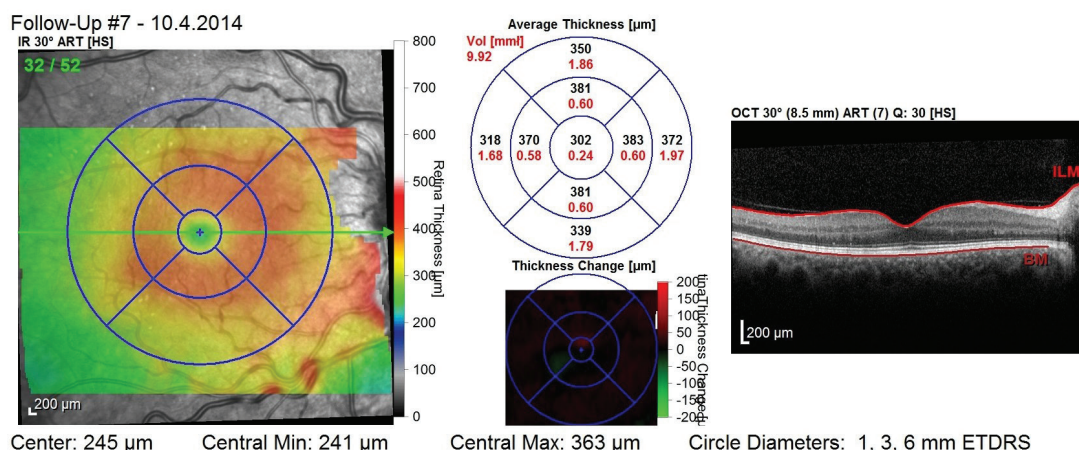 Follow-Up #7 - 10.4.2014
IR 30° ART [HS]
32 / 52
800
700
600
500
400
300
200
100
0
Retina Thickness [µm]
200 µm
Average Thickness [µm]
Vol [mm³]
9.92
350
1.86
381
0.60
318 370 302 383 372
1.68 0.58 0.24 0.60 1.97
381
0.60
339
1.79
Thickness Change [µm]
200
150
100
50
0
-50
-100
-150
-200
tinaThickness Changed
OCT 30° (8.5 mm) ART (7) Q: 30 [HS]
ILM
BM
200 µm
Center: 245 µm Central Min: 241 µm Central Max: 363 µm Circle Diameters: 1, 3, 6 mm ETDRS